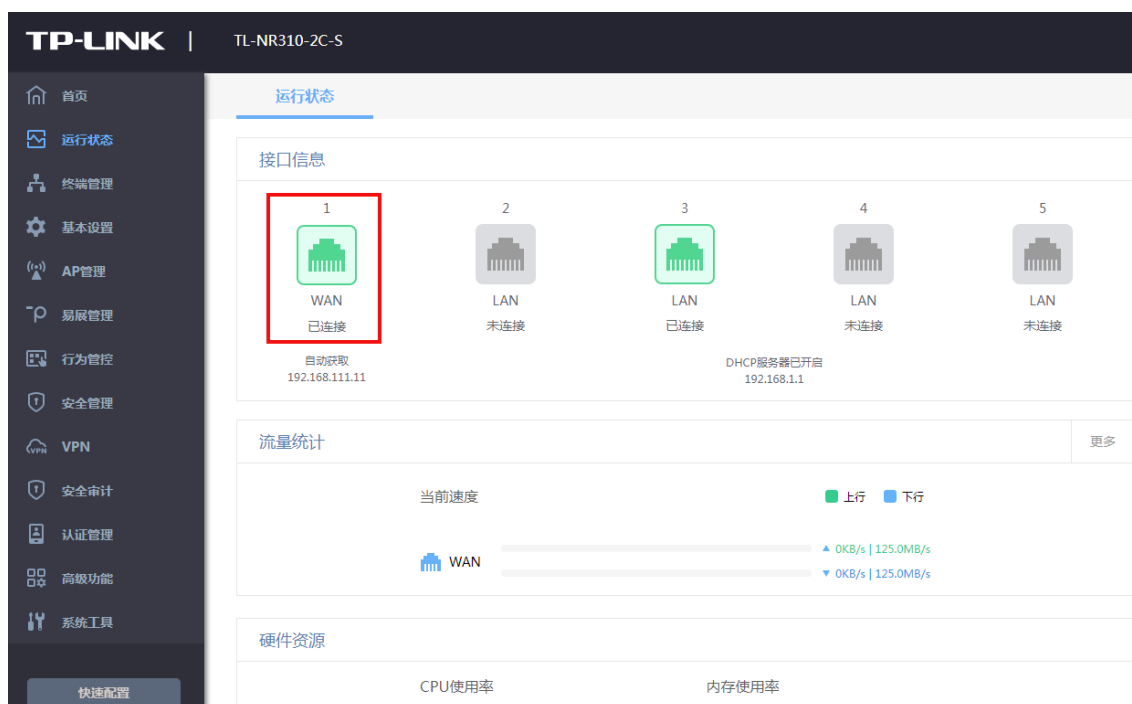 TP-LINK | TL-NR310-2C-S
首页
运行状态
终端管理
基本设置
AP管理
易展管理
行为管控
安全管理
VPN
安全审计
认证管理
高级功能
系统工具
快速配置
运行状态
接口信息
1 2 3 4 5
WAN LAN LAN LAN LAN
已连接 未连接 已连接 未连接 未连接
自动获取 DHCP服务器已开启
192.168.111.11 192.168.1.1
流量统计 更多
当前速度 上行 下行
WAN
0KB/s | 125.0MB/s
0KB/s | 125.0MB/s
硬件资源
CPU使用率 内存使用率